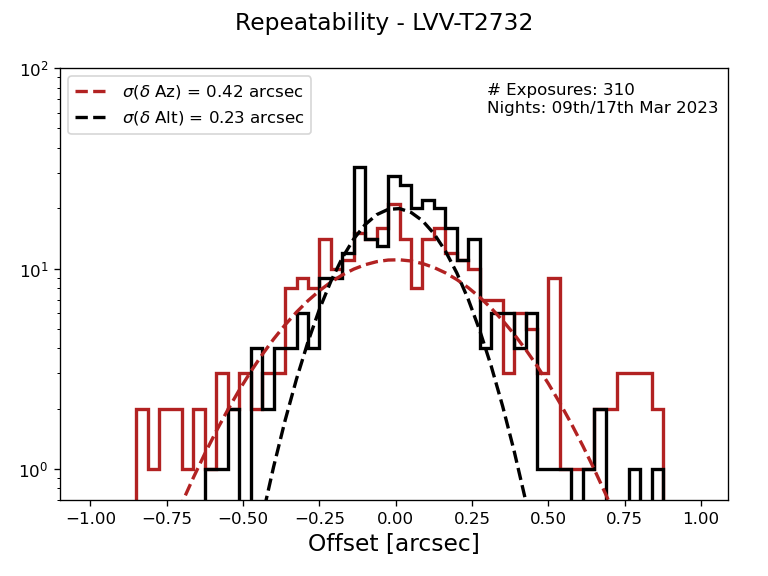 Repeatability - LVV-T2732
10²
σ(δ Az) = 0.42 arcsec
σ(δ Alt) = 0.23 arcsec
# Exposures: 310
Nights: 09th/17th Mar 2023
10¹
10⁰
−1.00 −0.75 −0.50 −0.25 0.00 0.25 0.50 0.75 1.00
Offset [arcsec]